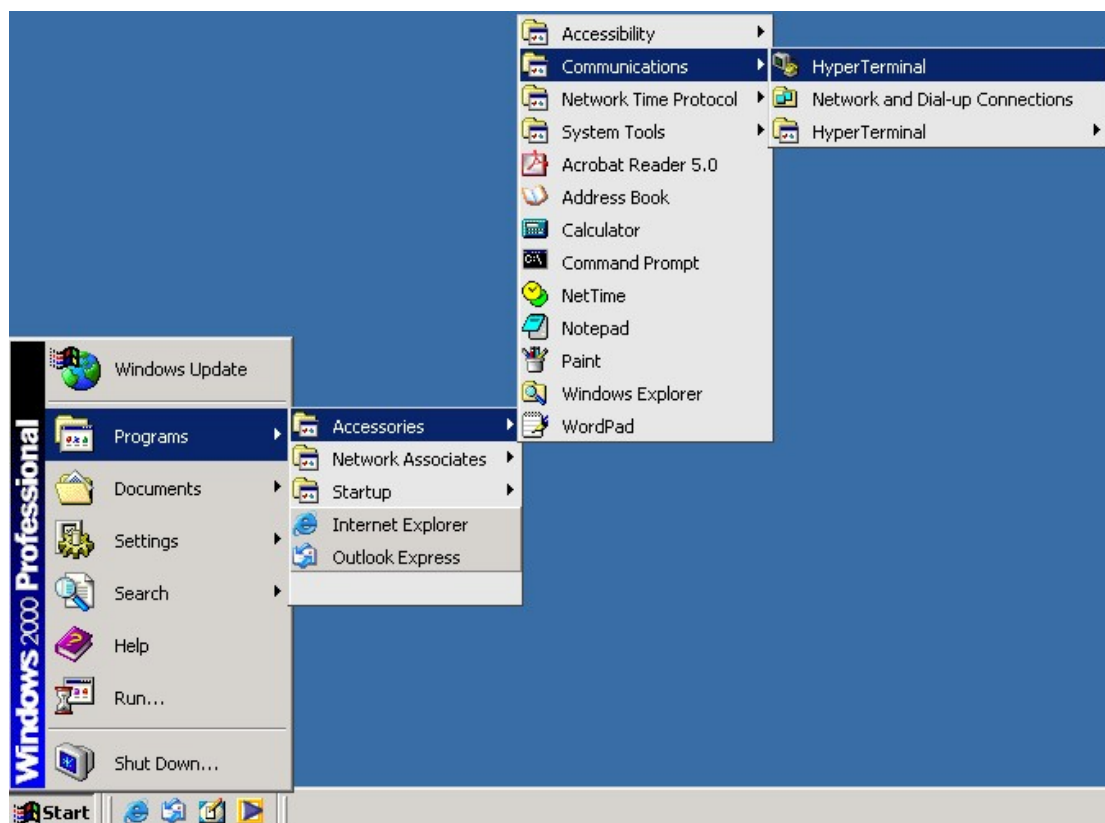 Accessibility
Communications
Network Time Protocol
System Tools
Acrobat Reader 5.0
Address Book
Calculator
C:\
Command Prompt
NetTime
Notepad
Paint
Windows Explorer
WordPad
HyperTerminal
Network and Dial-up Connections
HyperTerminal
Windows Update
Programs
Documents
Settings
Search
Help
Run...
Shut Down...
Accessories
Network Associates
Startup
Internet Explorer
Outlook Express
Windows 2000 Professional
Start